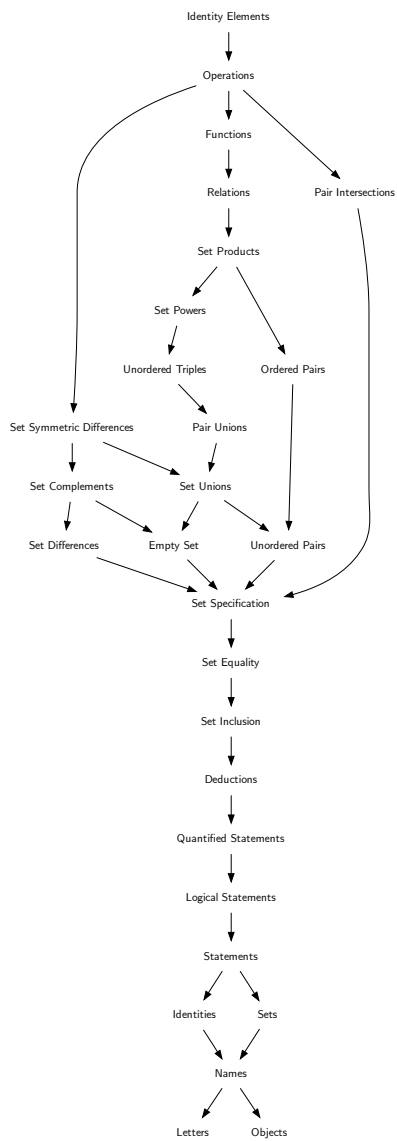 Identity Elements
Operations
Functions
Relations
Pair Intersections
Set Products
Set Powers
Unordered Triples
Ordered Pairs
Set Symmetric Differences
Pair Unions
Set Complements
Set Unions
Set Differences
Empty Set
Unordered Pairs
Set Specification
Set Equality
Set Inclusion
Deductions
Quantified Statements
Logical Statements
Statements
Identities
Sets
Names
Letters
Objects